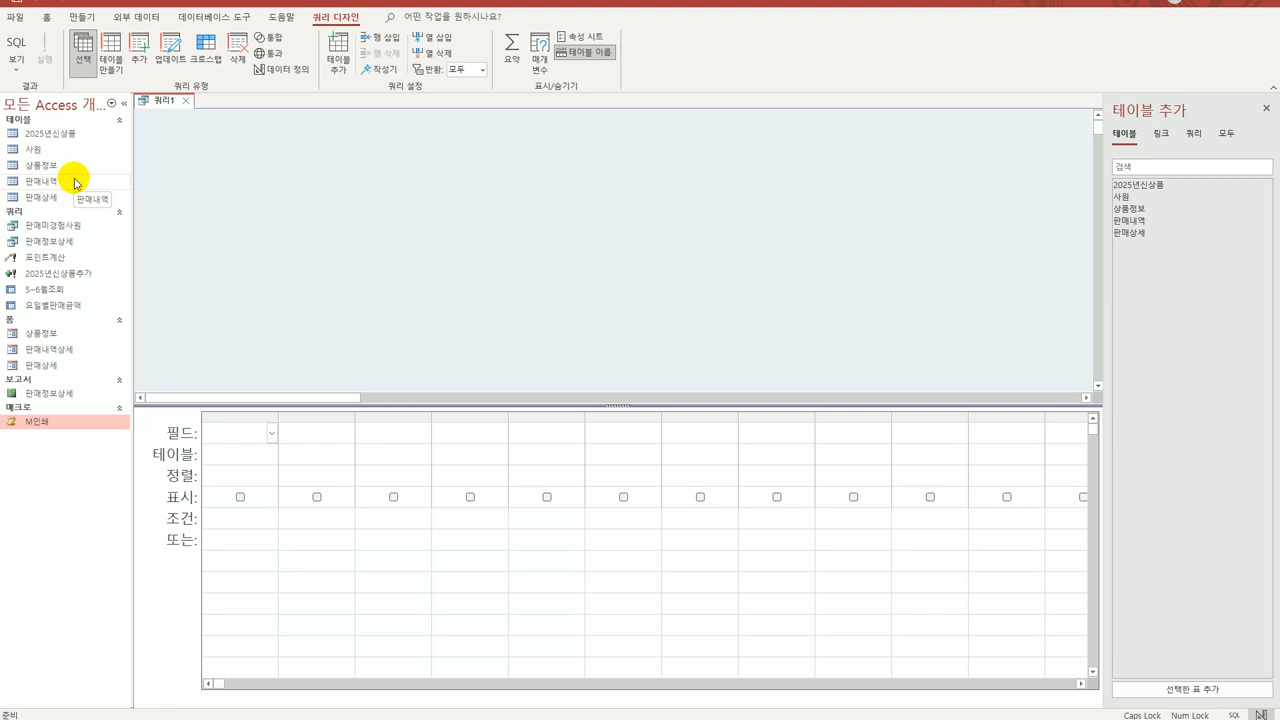 파일 홈 만들기 외부 데이터 데이터베이스 도구 도움말 쿼리 디자인 어떤 작업을 원하시나요?
SQL 보기
실행
선택
테이블 만들기
추가
업데이트
크로스탭
삭제
통합
통과
데이터 정의
테이블 추가
행 삽입
행 삭제
작성기
열 삽입
열 삭제
반환: 모두
요약
매개 변수
속성 시트
테이블 이름
결과
쿼리 유형
쿼리 설정
표시/숨기기
모든 Access 개...
테이블
2025년신상품
사원
상품정보
판매내역
판매상세
판매내역
쿼리
판매미경험사원
판매정보상세
포인트계산
2025년신상품추가
5~6월조회
요일별판매금액
폼
상품정보
판매내역상세
판매상세
보고서
판매정보상세
매크로
M인쇄
쿼리1
필드:
테이블:
정렬:
표시:
조건:
또는:
테이블 추가
테이블 링크 쿼리 모두
검색
2025년신상품
사원
상품정보
판매내역
판매상세
선택한 표 추가
준비
Caps Lock Num Lock SQL